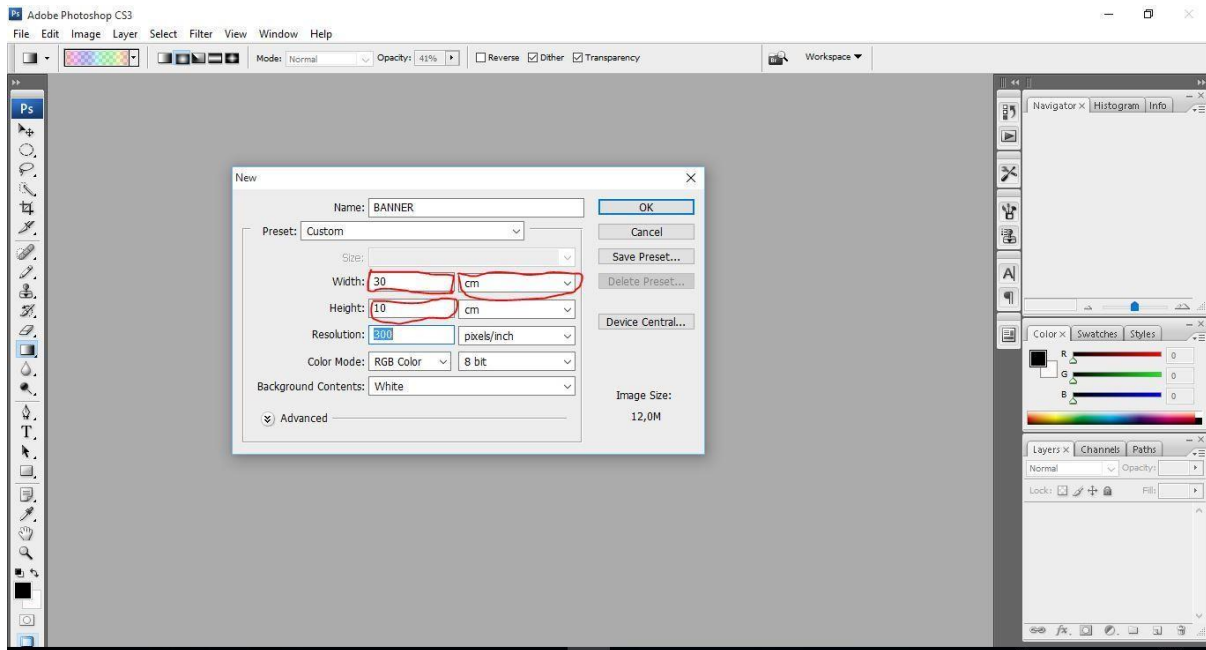 Ps Adobe Photoshop CS3
File Edit Image Layer Select Filter View Window Help
Mode: Normal Opacity: 41% Reverse Dither Transparency Workspace
Ps
Navigator x Histogram Info
New
Name: BANNER OK
Preset: Custom Cancel
Size: Save Preset...
Width: 30 cm Delete Preset...
Height: 10 cm
Device Central...
Resolution: 300 pixels/inch
Color Mode: RGB Color 8 bit
Background Contents: White
Image Size:
Advanced 12,0M
Color x Swatches Styles
R 0
G 0
B 0
Layers x Channels Paths
Normal Opacity:
Lock: Fill: